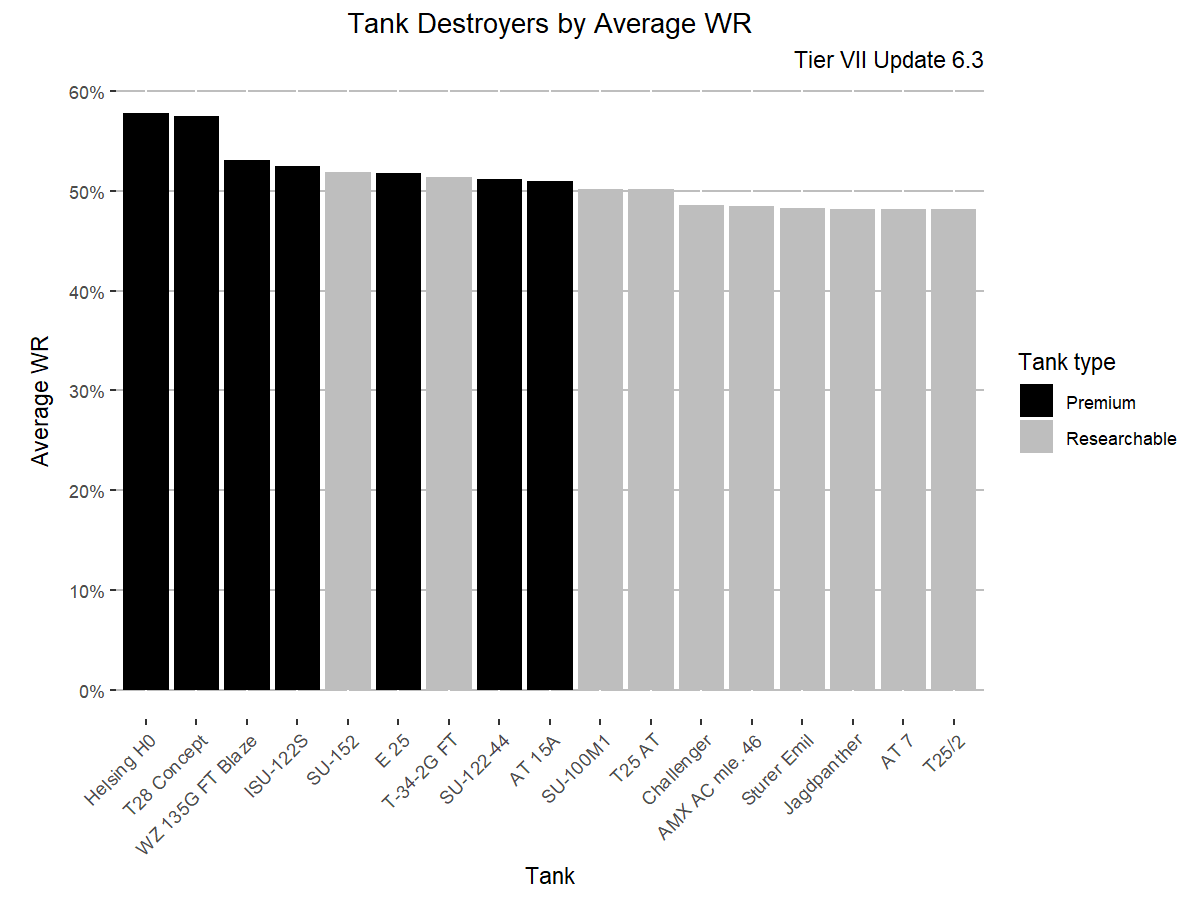 Tank Destroyers by Average WR
Tier VII Update 6.3
60%
50%
40%
30%
20%
10%
0%
Average WR
Helsing H0
T28 Concept
WZ 135G FT Blaze
ISU-122S
SU-152
E 25
T-34-2G FT
SU-122-44
AT 15A
SU-100M1
T25 AT
Challenger
AMX AC mle. 46
Sturer Emil
Jagdpanther
AT 7
T25/2
Tank
Tank type
Premium
Researchable